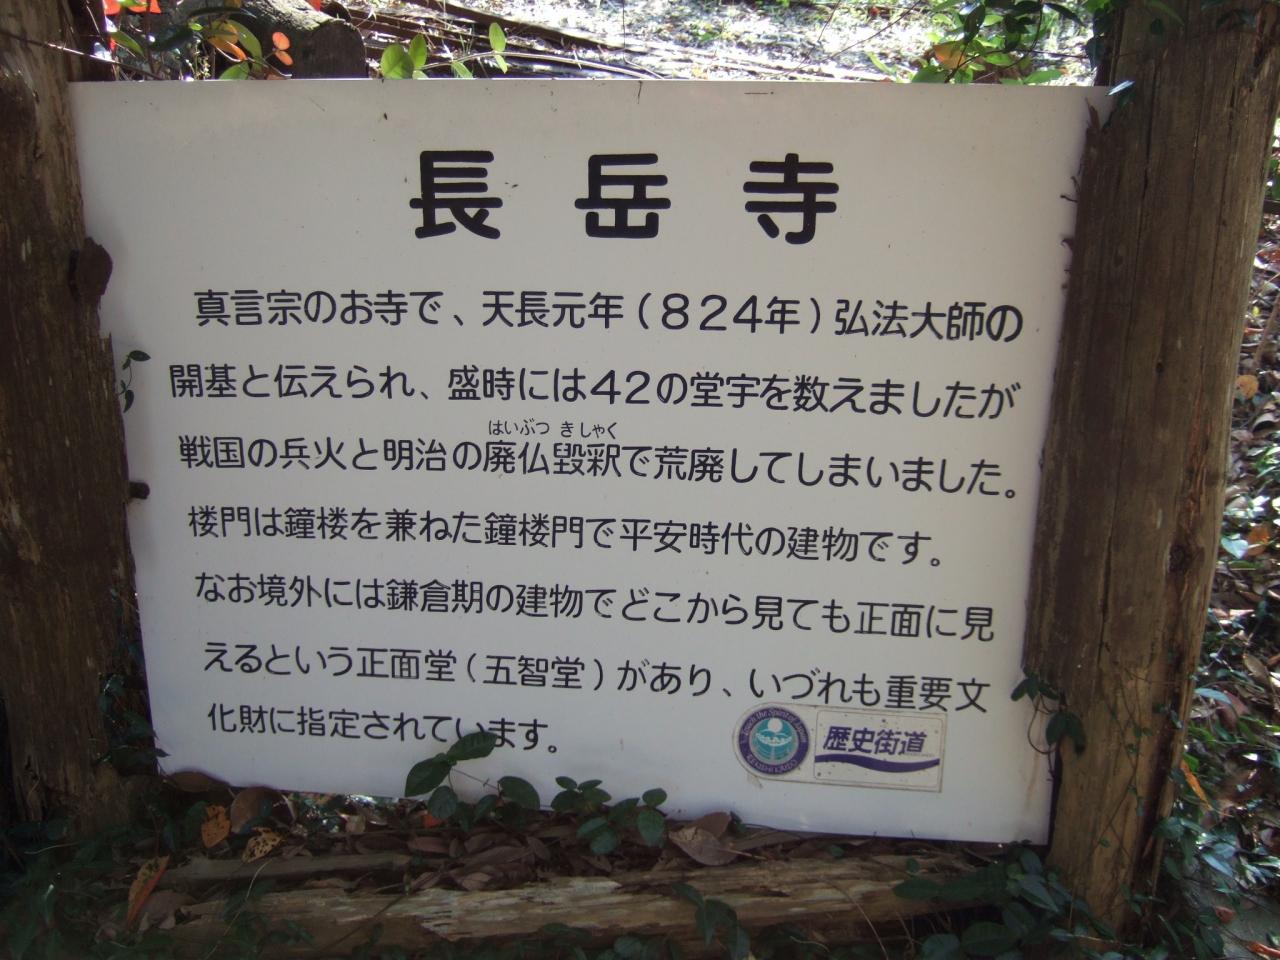 長岳寺
真言宗のお寺で、天長元年(824年)弘法大師の
開基と伝えられ、盛時には42の堂宇を数えましたが
はいぶつ きしゃく
戦国の兵火と明治の廃仏毀釈で荒廃してしまいました。
楼門は鐘楼を兼ねた鐘楼門で平安時代の建物です。
なお境外には鎌倉期の建物でどこから見ても正面に見
えるという正面堂(五智堂)があり、いづれも重要文
化財に指定されています。
歴史街道
REKISHI KAIDO